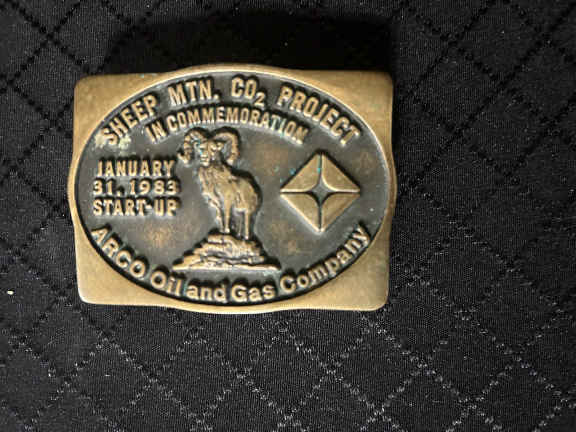 SHEEP MTN. CO₂ PROJECT
IN COMMEMORATION
JANUARY
31, 1983
START-UP
ARCO Oil and Gas Company